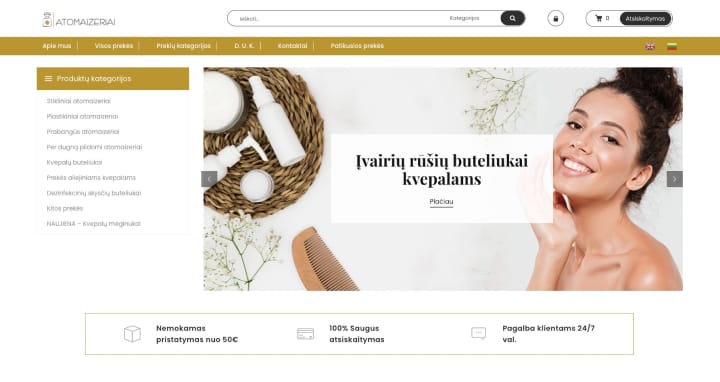 ATOMAIZERIAI
Ieškoti...
Kategorijos
0
Atsiskaitymas
Apie mus
Visos prekės
Prekių kategorijos
D. U. K.
Kontaktai
Patikusios prekės
Produktų kategorijos
Stikliniai atomaizeriai
Plastikiniai atomaizeriai
Prabangūs atomaizeriai
Per dugną pildomi atomaizeriai
Kvepalų buteliukai
Prekės aliejiniams kvepalams
Dezinfekcinių skysčių buteliukai
Kitos prekės
NAUJIENA – Kvepalų mėginukai
Įvairių rūšių buteliukai
kvepalams
Plačiau
Nemokamas
pristatymas nuo 50€
100% Saugus
atsiskaitymas
Pagalba klientams 24/7
val.